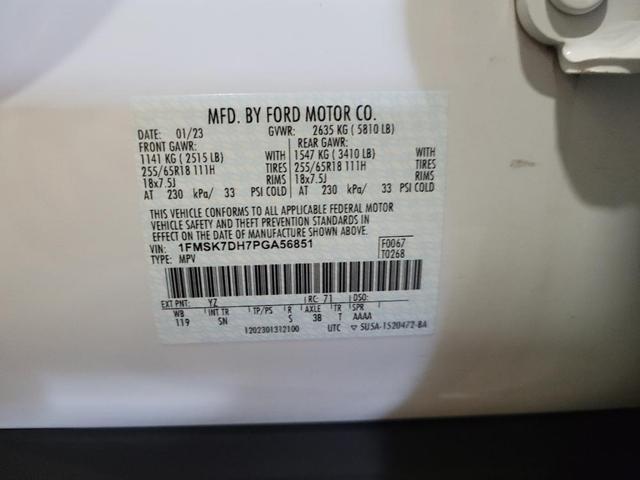 MFD. BY FORD MOTOR CO.
DATE: 01/23 GVWR: 2635 KG ( 5810 LB)
FRONT GAWR: REAR GAWR:
1141 KG ( 2515 LB) WITH 1547 KG ( 3410 LB) WITH
255/65R18 111H TIRES 255/65R18 111H TIRES
18x7.5J RIMS 18x7.5J RIMS
AT 230 kPa/ 33 PSI COLD AT 230 kPa/ 33 PSI COLD
THIS VEHICLE CONFORMS TO ALL APPLICABLE FEDERAL MOTOR
VEHICLE SAFETY AND THEFT PREVENTION STANDARDS IN
EFFECT ON THE DATE OF MANUFACTURE SHOWN ABOVE.
VIN: 1FMSK7DH7PGA56851 F0067
TYPE: MPV T0268
EXT PNT: YZ RC: 71 DSO:
WB INT TR TP/PS R AXLE TR SPR
119 SN S 3B T AAAA
1202301312100 UTC ▽ SU5A-1520472-BA